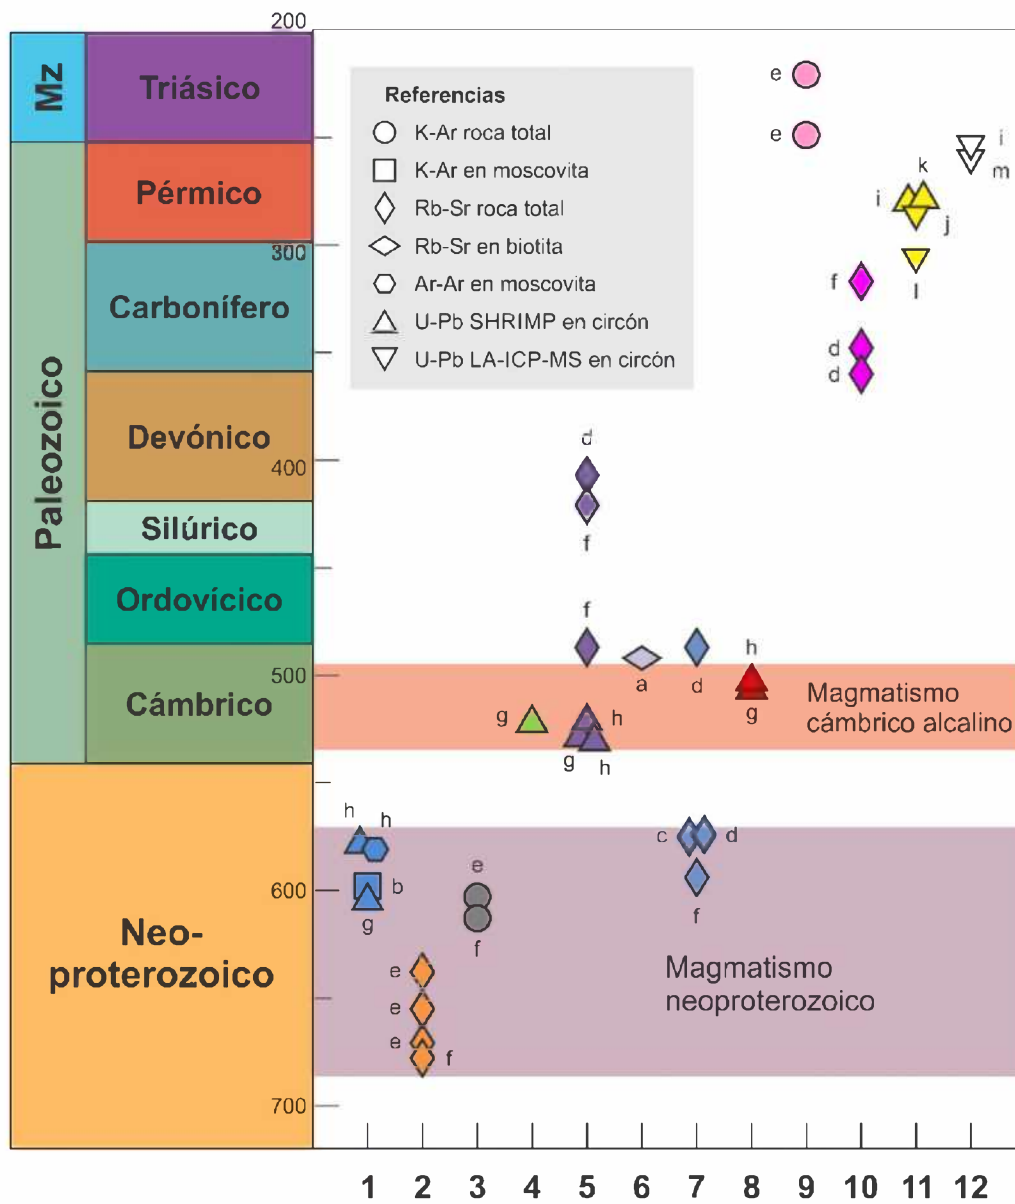 200
Mz
Triásico
Pérmico
300
Carbonífero
Paleozoico
Devónico
400
Silúrico
Ordovícico
500
Cámbrico
600
Neo-
proterozoico
700
Referencias
K-Ar roca total
K-Ar en moscovita
Rb-Sr roca total
Rb-Sr en biotita
Ar-Ar en moscovita
U-Pb SHRIMP en circón
U-Pb LA-ICP-MS en circón
e
e
i
m
k
i
j
l
f
d
d
d
f
f
a
d
h
g
g
h
g
h
Magmatismo
cámbrico alcalino
h
h
b
g
e
f
c
d
f
e
e
e
f
Magmatismo
neoproterozoico
1 2 3 4 5 6 7 8 9 10 11 12